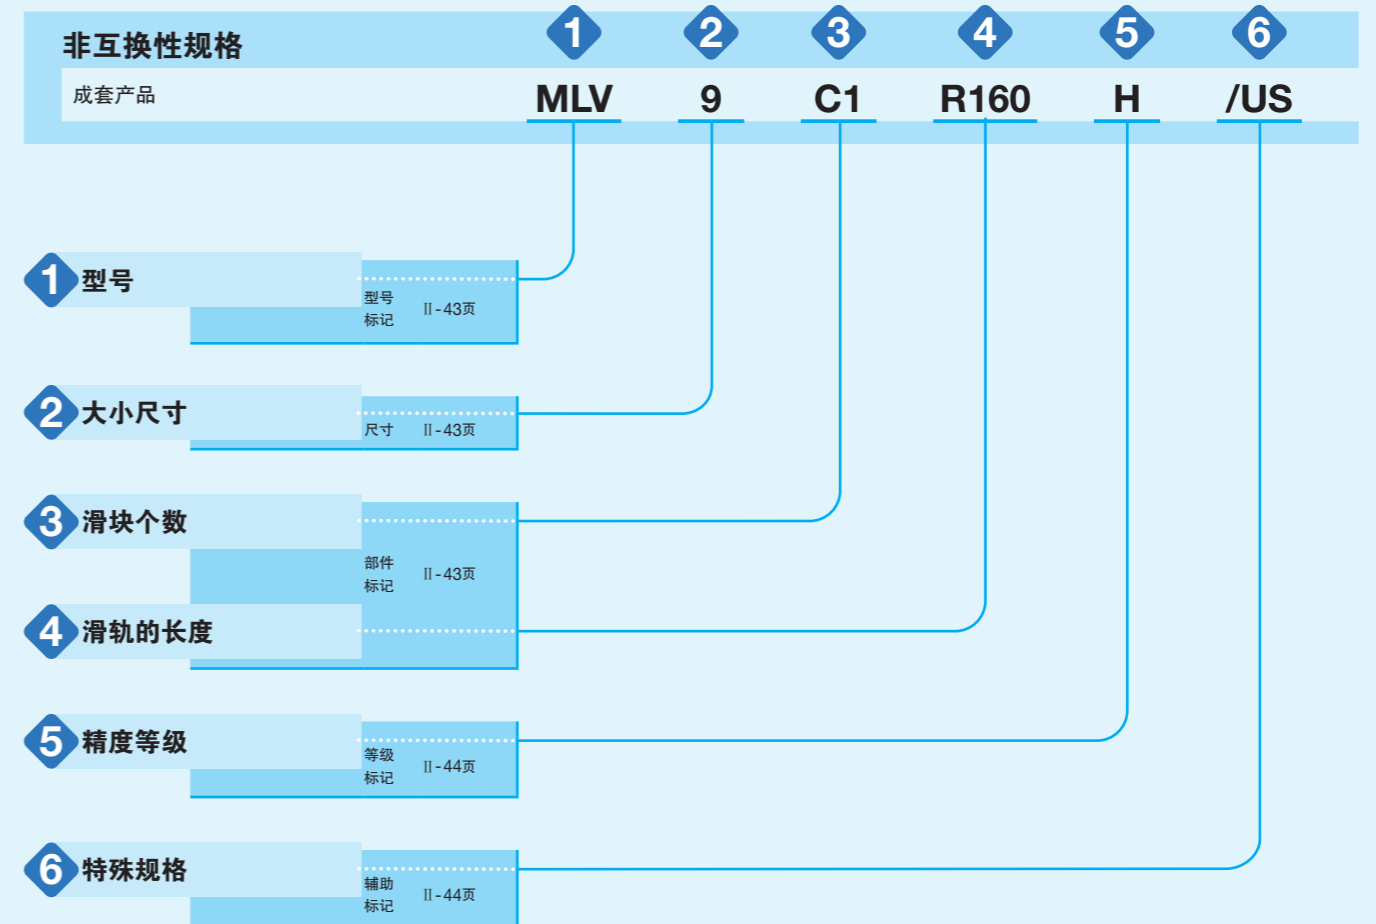 1 2 3 4 5 6
非互换性规格
成套产品 MLV 9 C1 R160 H /US
1 型号
型号
标记 Ⅱ-43页
2 大小尺寸
尺寸 Ⅱ-43页
3 滑块个数
部件
标记 Ⅱ-43页
4 滑轨的长度
5 精度等级
等级
标记 Ⅱ-44页
6 特殊规格
辅助
标记 Ⅱ-44页